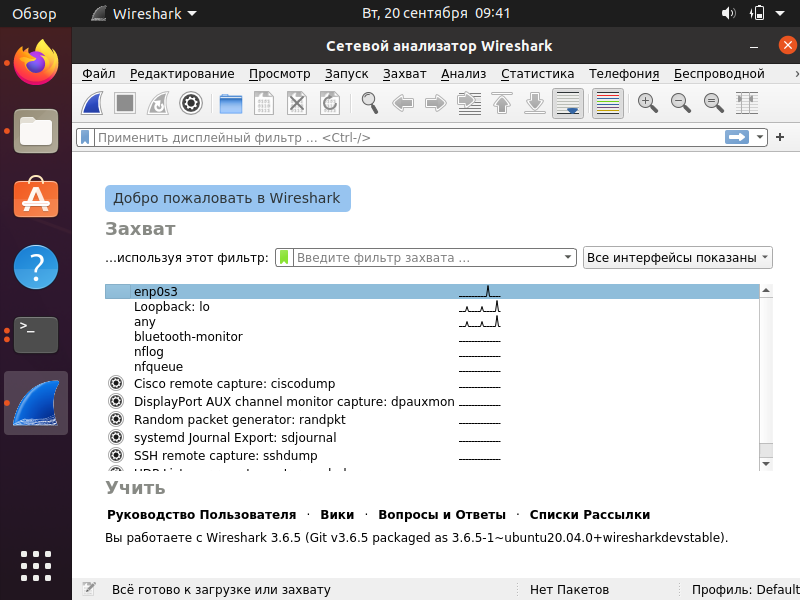 Обзор Wireshark Вт, 20 сентября 09:41
Сетевой анализатор Wireshark
Файл Редактирование Просмотр Запуск Захват Анализ Статистика Телефония Беспроводной
Применить дисплейный фильтр ... <Ctrl-/>
Добро пожаловать в Wireshark
Захват
...используя этот фильтр: Введите фильтр захвата ... Все интерфейсы показаны
enp0s3
Loopback: lo
any
bluetooth-monitor
nflog
nfqueue
Cisco remote capture: ciscodump
DisplayPort AUX channel monitor capture: dpauxmon
Random packet generator: randpkt
systemd Journal Export: sdjournal
SSH remote capture: sshdump
Учить
Руководство Пользователя · Вики · Вопросы и Ответы · Списки Рассылки
Вы работаете с Wireshark 3.6.5 (Git v3.6.5 packaged as 3.6.5-1~ubuntu20.04.0+wiresharkdevstable).
Всё готово к загрузке или захвату Нет Пакетов Профиль: Default